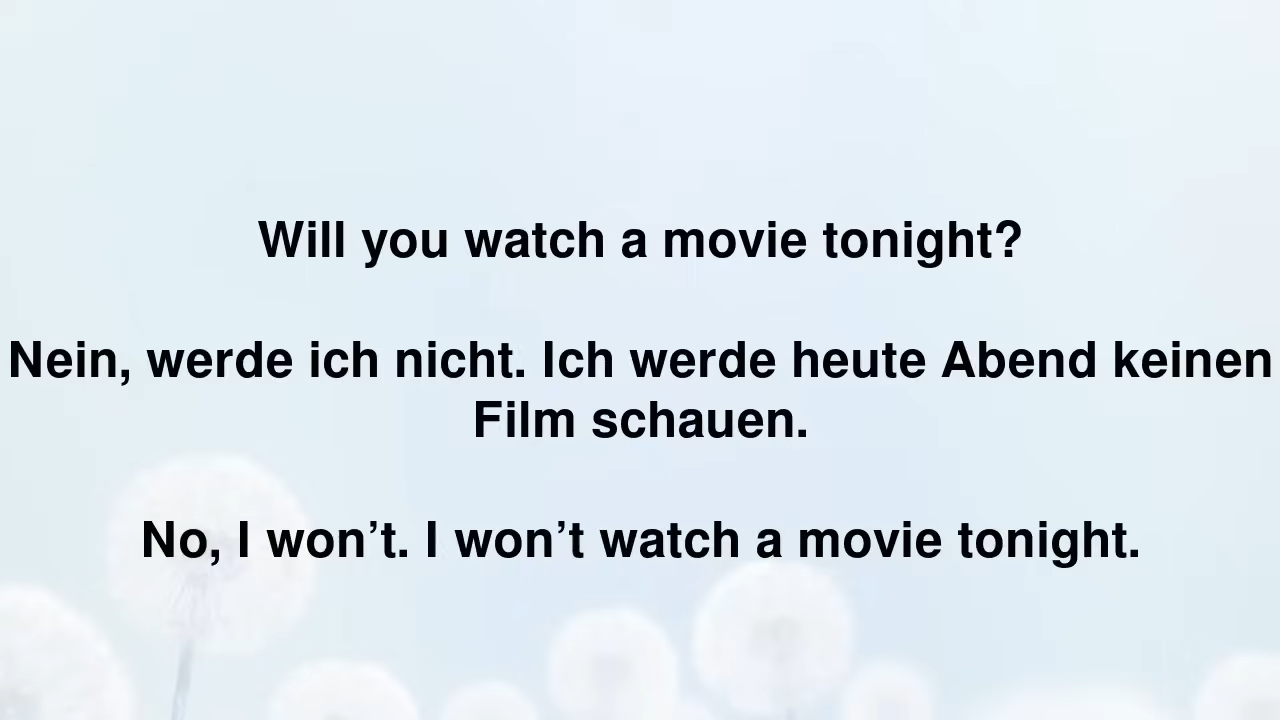 Will you watch a movie tonight?
Nein, werde ich nicht. Ich werde heute Abend keinen
Film schauen.
No, I won’t. I won’t watch a movie tonight.